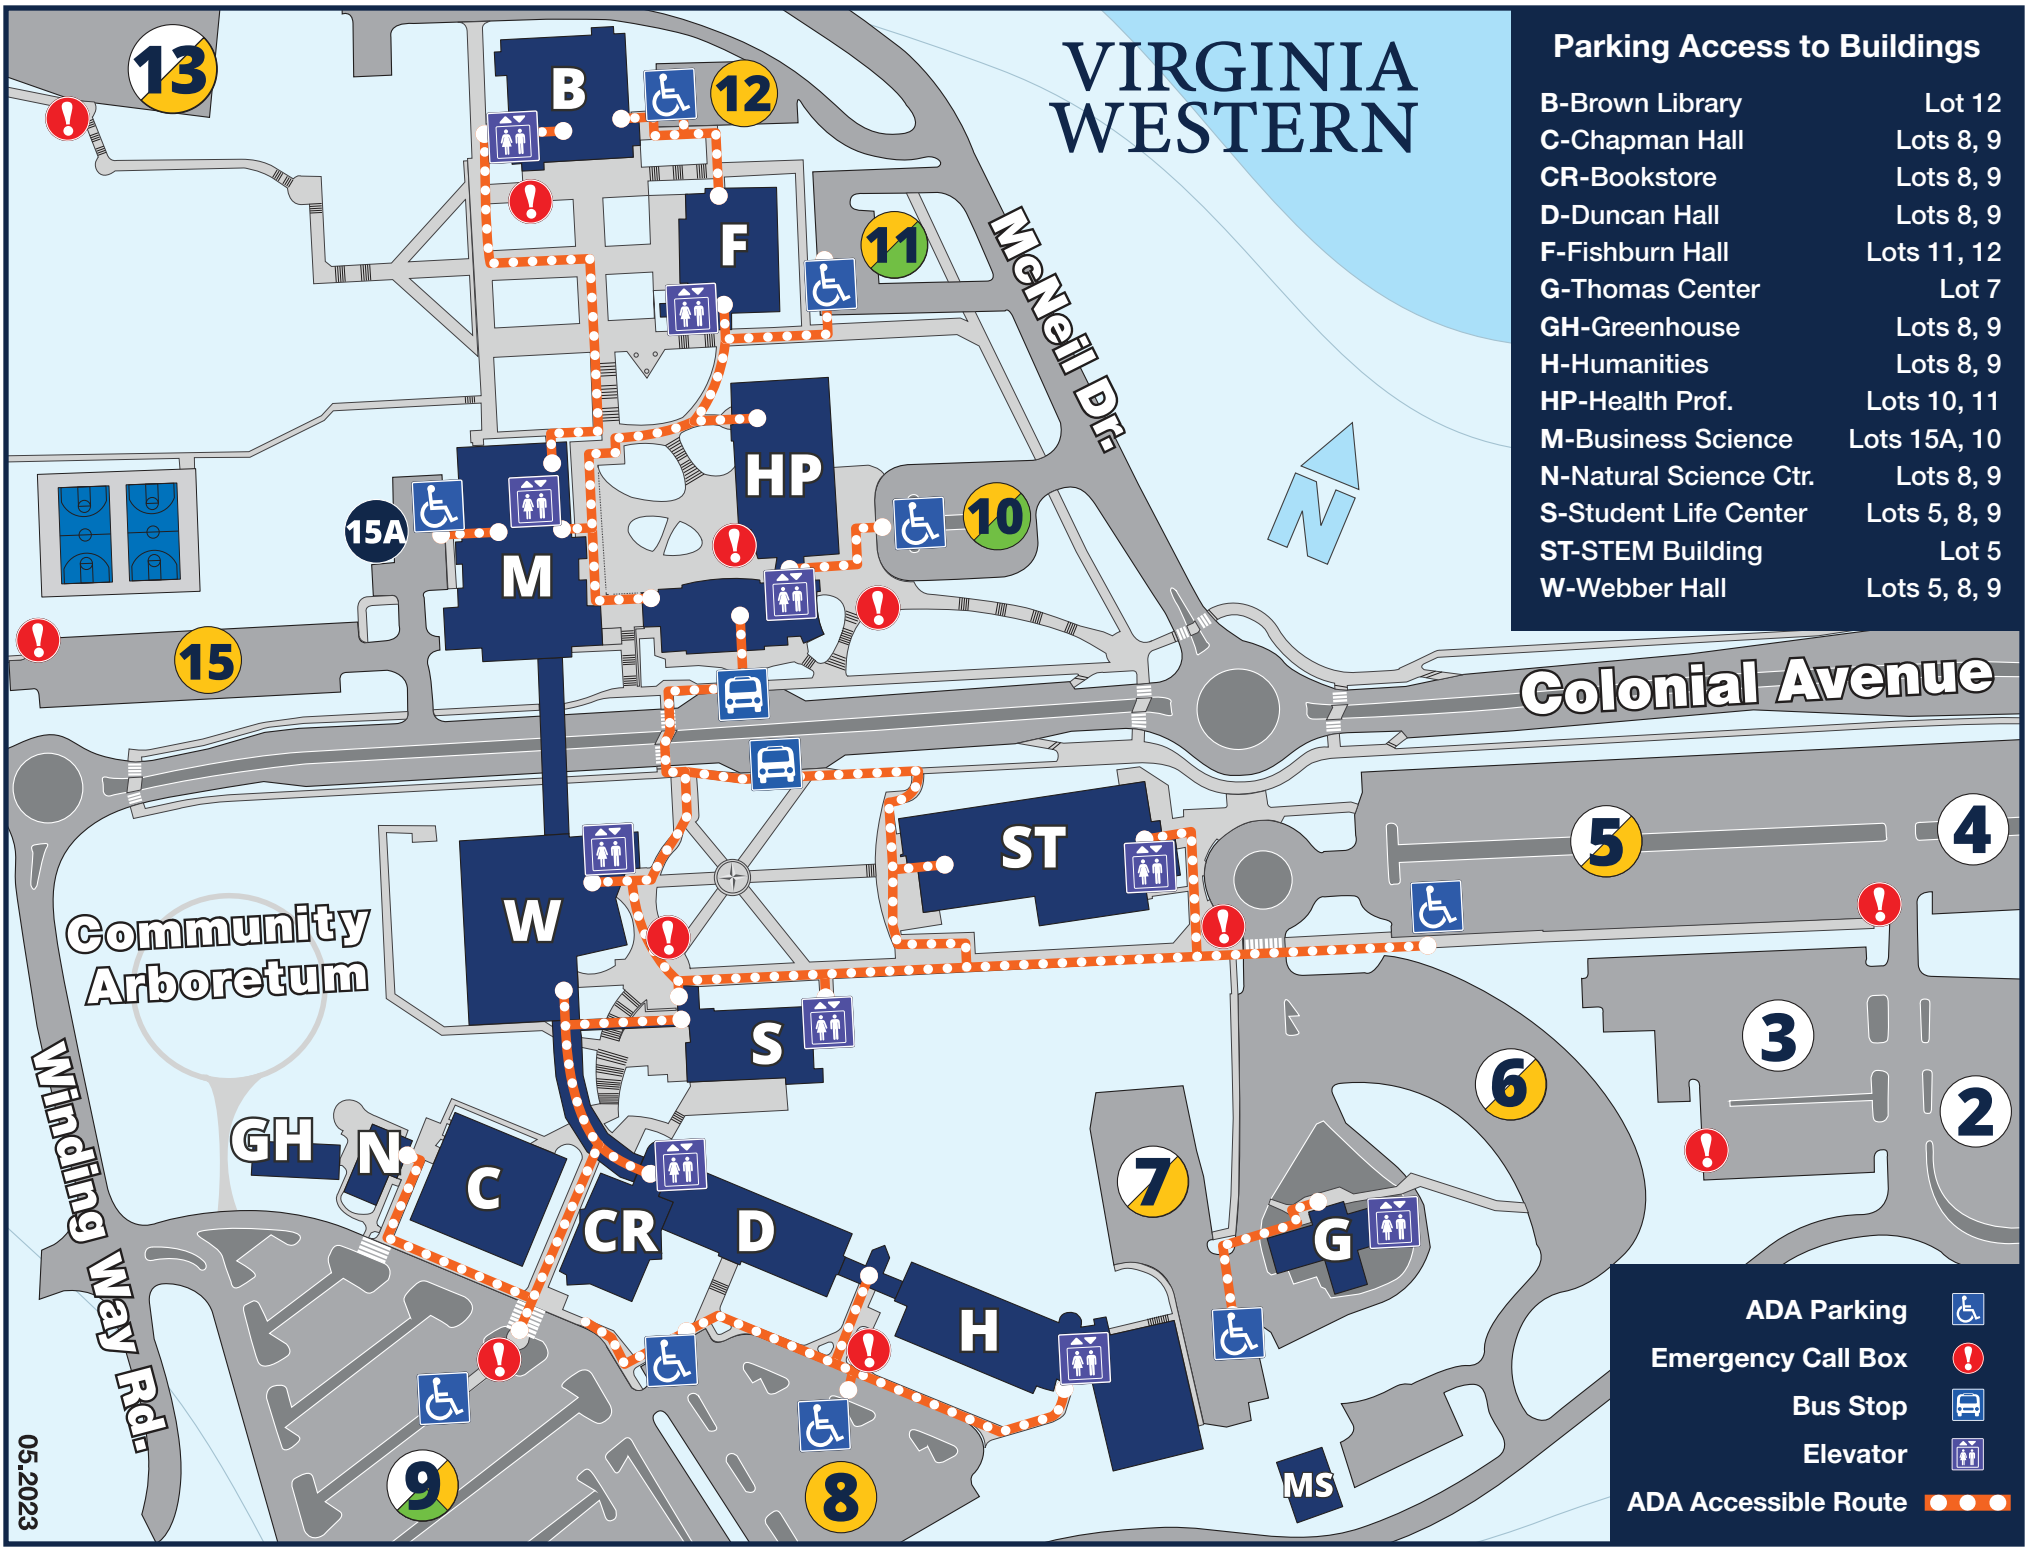 VIRGINIA
WESTERN
Parking Access to Buildings
B-Brown Library Lot 12
C-Chapman Hall Lots 8, 9
CR-Bookstore Lots 8, 9
D-Duncan Hall Lots 8, 9
F-Fishburn Hall Lots 11, 12
G-Thomas Center Lot 7
GH-Greenhouse Lots 8, 9
H-Humanities Lots 8, 9
HP-Health Prof. Lots 10, 11
M-Business Science Lots 15A, 10
N-Natural Science Ctr. Lots 8, 9
S-Student Life Center Lots 5, 8, 9
ST-STEM Building Lot 5
W-Webber Hall Lots 5, 8, 9
13
B
12
F
11
McNeil Dr.
HP
10
N
15A
M
15
Colonial Avenue
5
4
ST
W
Community
Arboretum
S
3
6
2
Winding Way Rd.
GH
N
C
7
CR
D
G
H
9
8
MS
05.2023
ADA Parking
Emergency Call Box
Bus Stop
Elevator
ADA Accessible Route